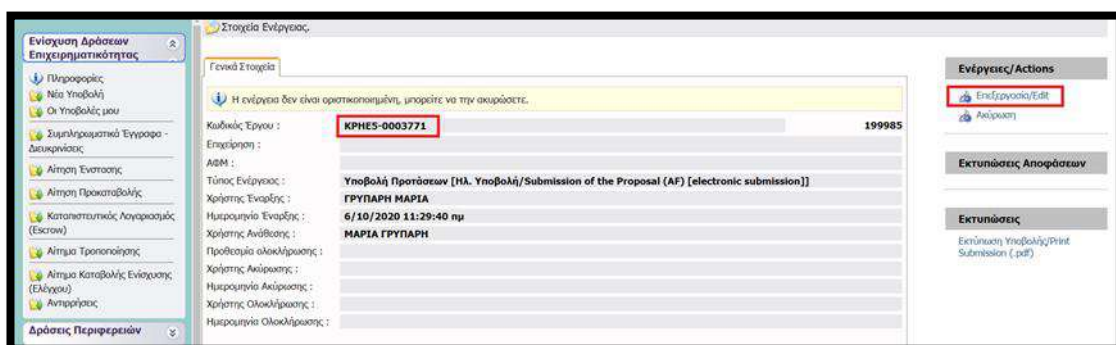 Στοιχεία Ενέργειας.
Ενίσχυση Δράσεων
Επιχειρηματικότητας
Πληροφορίες
Νέα Υποβολή
Οι Υποβολές μου
Συμπληρωματικά Έγγραφα -
Διευκρινίσεις
Αίτηση Ένστασης
Αίτηση Προκαταβολής
Καταπιστευτικός Λογαριασμός
(Escrow)
Αίτημα Τροποποίησης
Αίτημα Καταβολής Ενίσχυσης
(Ελέγχου)
Αντιρρήσεις
Δράσεις Περιφερειών
Γενικά Στοιχεία
Η ενέργεια δεν είναι οριστικοποιημένη, μπορείτε να την ακυρώσετε.
Κωδικός Έργου : KPHE5-0003771 199985
Επιχείρηση :
ΑΦΜ :
Τύπος Ενέργειας : Υποβολή Προτάσεων [Ηλ. Υποβολή/Submission of the Proposal (AF) [electronic submission]]
Χρήστης Έναρξης : ΓΡΥΠΑΡΗ ΜΑΡΙΑ
Ημερομηνία Έναρξης : 6/10/2020 11:29:40 πμ
Χρήστης Ανάθεσης : ΜΑΡΙΑ ΓΡΥΠΑΡΗ
Προθεσμία ολοκλήρωσης :
Χρήστης Ακύρωσης :
Ημερομηνία Ακύρωσης :
Χρήστης Ολοκλήρωσης :
Ημερομηνία Ολοκλήρωσης :
Ενέργειες/Actions
Επεξεργασία/Edit
Ακύρωση
Εκτυπώσεις Αποφάσεων
Εκτυπώσεις
Εκτύπωση Υποβολής/Print
Submission (.pdf)